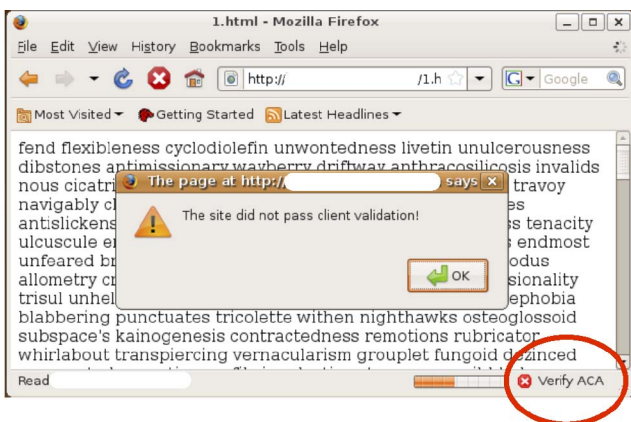 1.html - Mozilla Firefox
File Edit View History Bookmarks Tools Help
http:// /1.h G Google
Most Visited Getting Started Latest Headlines
fend flexibleness cyclodiolefin unwontedness livetin unulcerousness
dibstones antimissionary wayberry driftway anthracosilicosis invalids
nous cicatri travoy
navigably cl es
antislickens ss tenacity
ulcuscule en s endmost
unfeared br odus
allometry cr sionality
trisul unhel ephobia
The page at http:// says
The site did not pass client validation!
OK
blabbering punctuates tricolette withen nighthawks osteoglossoid
subspace's kainogenesis contractedness remotions rubricator
whirlabout transpiercing vernacularism grouplet fungoid dezinced
Read Verify ACA